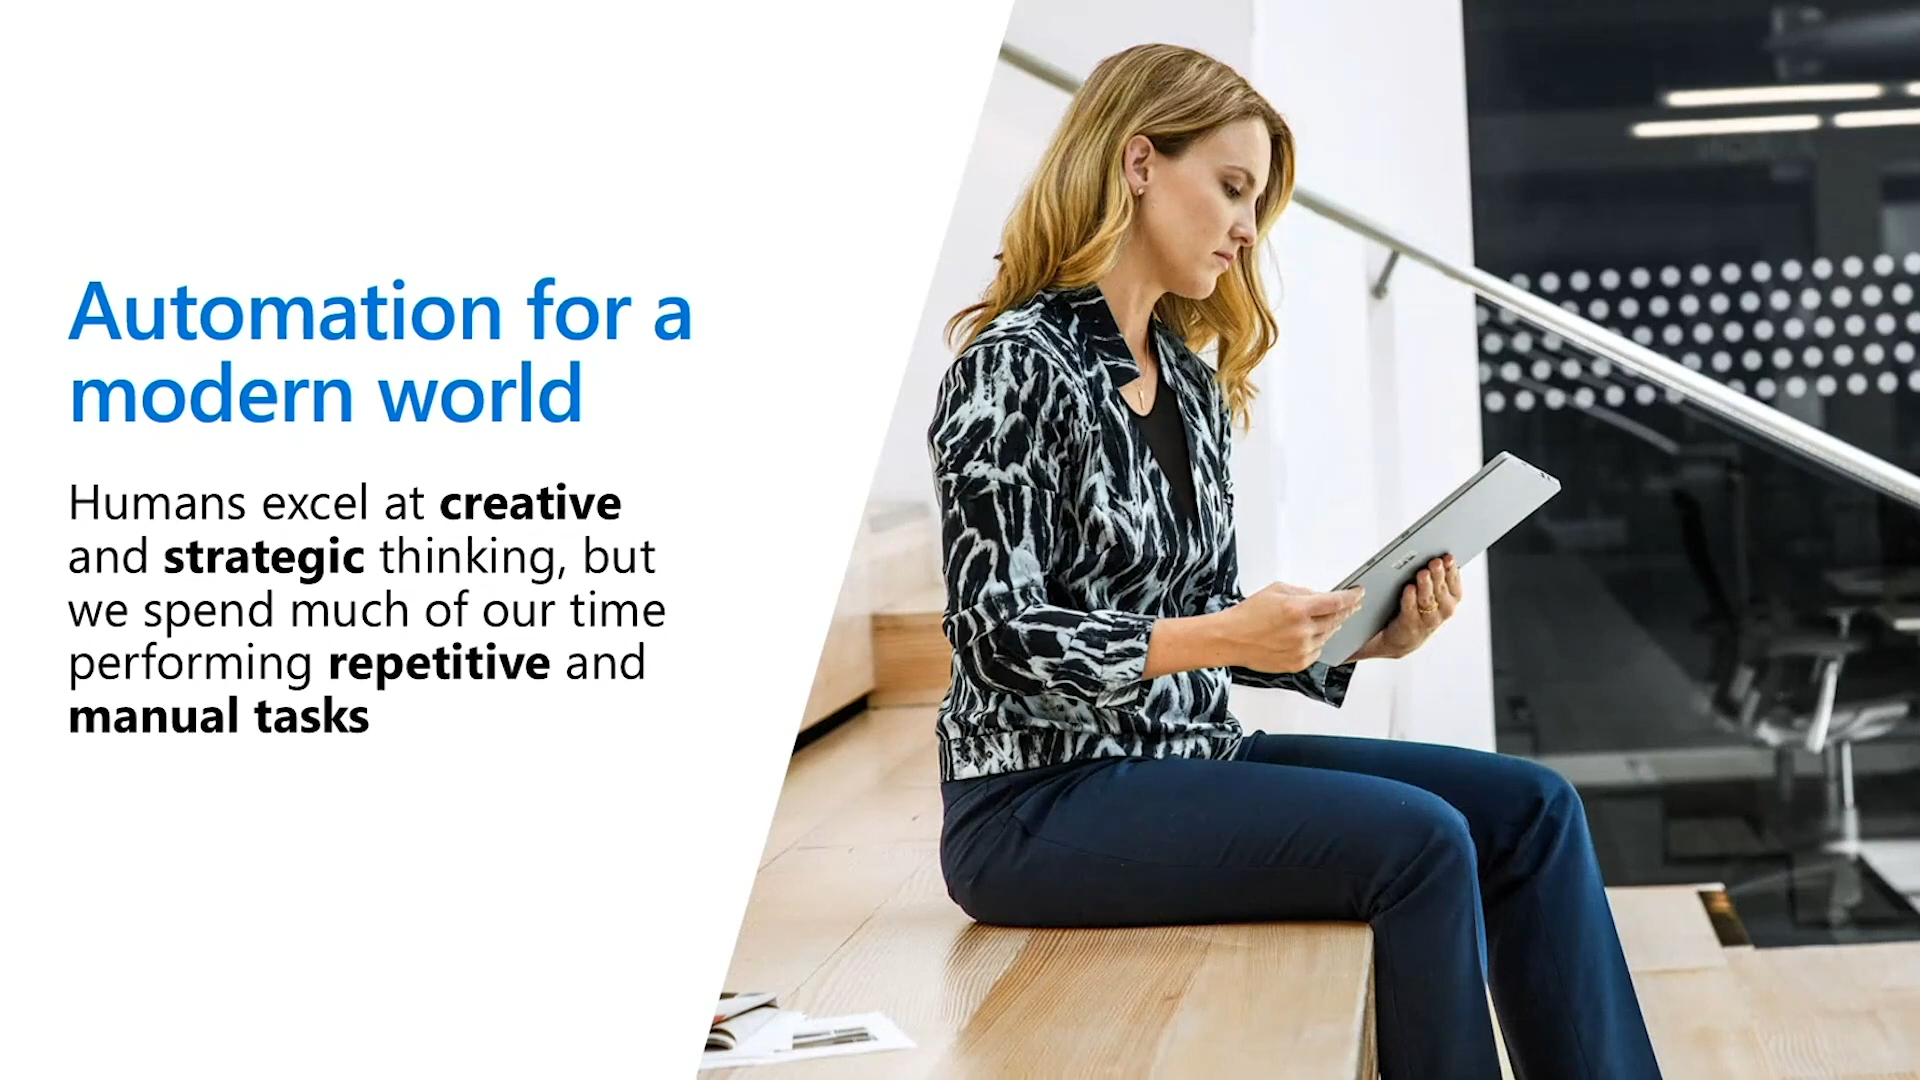 Automation for a
modern world
Humans excel at creative
and strategic thinking, but
we spend much of our time
performing repetitive and
manual tasks